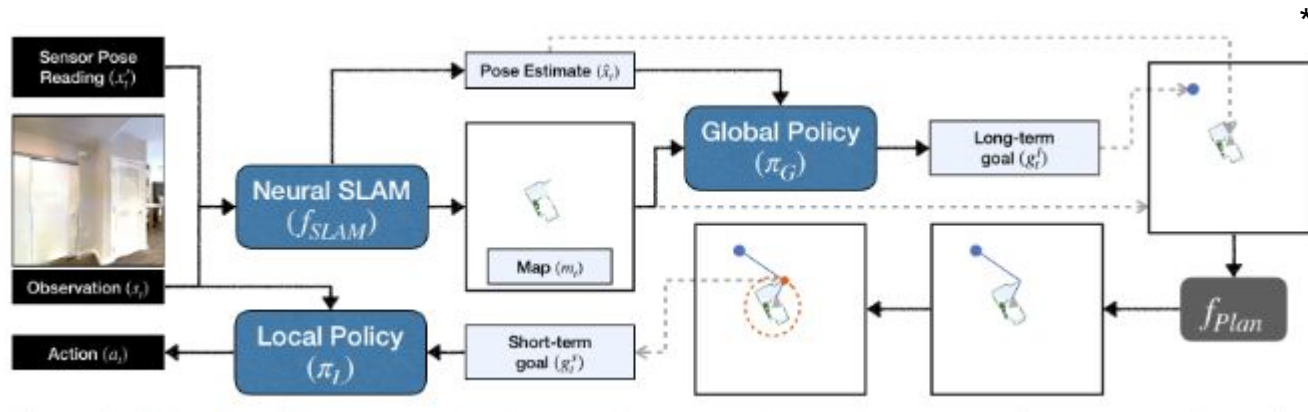 *
Sensor Pose
Reading (x'ₜ)
Pose Estimate (x̂ₜ)
Global Policy
(π_G)
Long-term
goal (gₜˡ)
Neural SLAM
(f_SLAM)
Map (mₜ)
Observation (sₜ)
f_Plan
Local Policy
(π_L)
Short-term
goal (gₜˢ)
Action (aₜ)